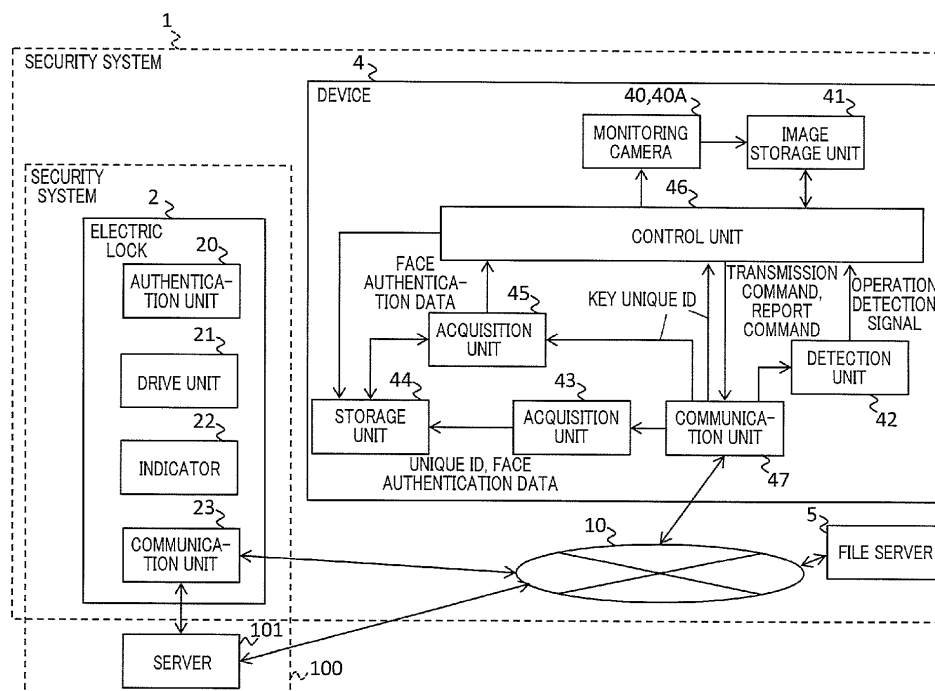 1
SECURITY SYSTEM
4
DEVICE
40,40A
MONITORING
CAMERA
41
IMAGE
STORAGE UNIT
46
CONTROL UNIT
FACE
AUTHENTICA-
TION DATA
45
ACQUISITION
UNIT
KEY UNIQUE ID
TRANSMISSION
COMMAND,
REPORT
COMMAND
OPERATION
DETECTION
SIGNAL
DETECTION
UNIT
42
44
STORAGE
UNIT
43
ACQUISITION
UNIT
COMMUNICA-
TION UNIT
47
UNIQUE ID, FACE
AUTHENTICATION DATA
SECURITY
SYSTEM
2
ELECTRIC
LOCK
20
AUTHENTICA-
TION UNIT
21
DRIVE UNIT
22
INDICATOR
23
COMMUNICA-
TION UNIT
10
5
FILE SERVER
101
SERVER
100